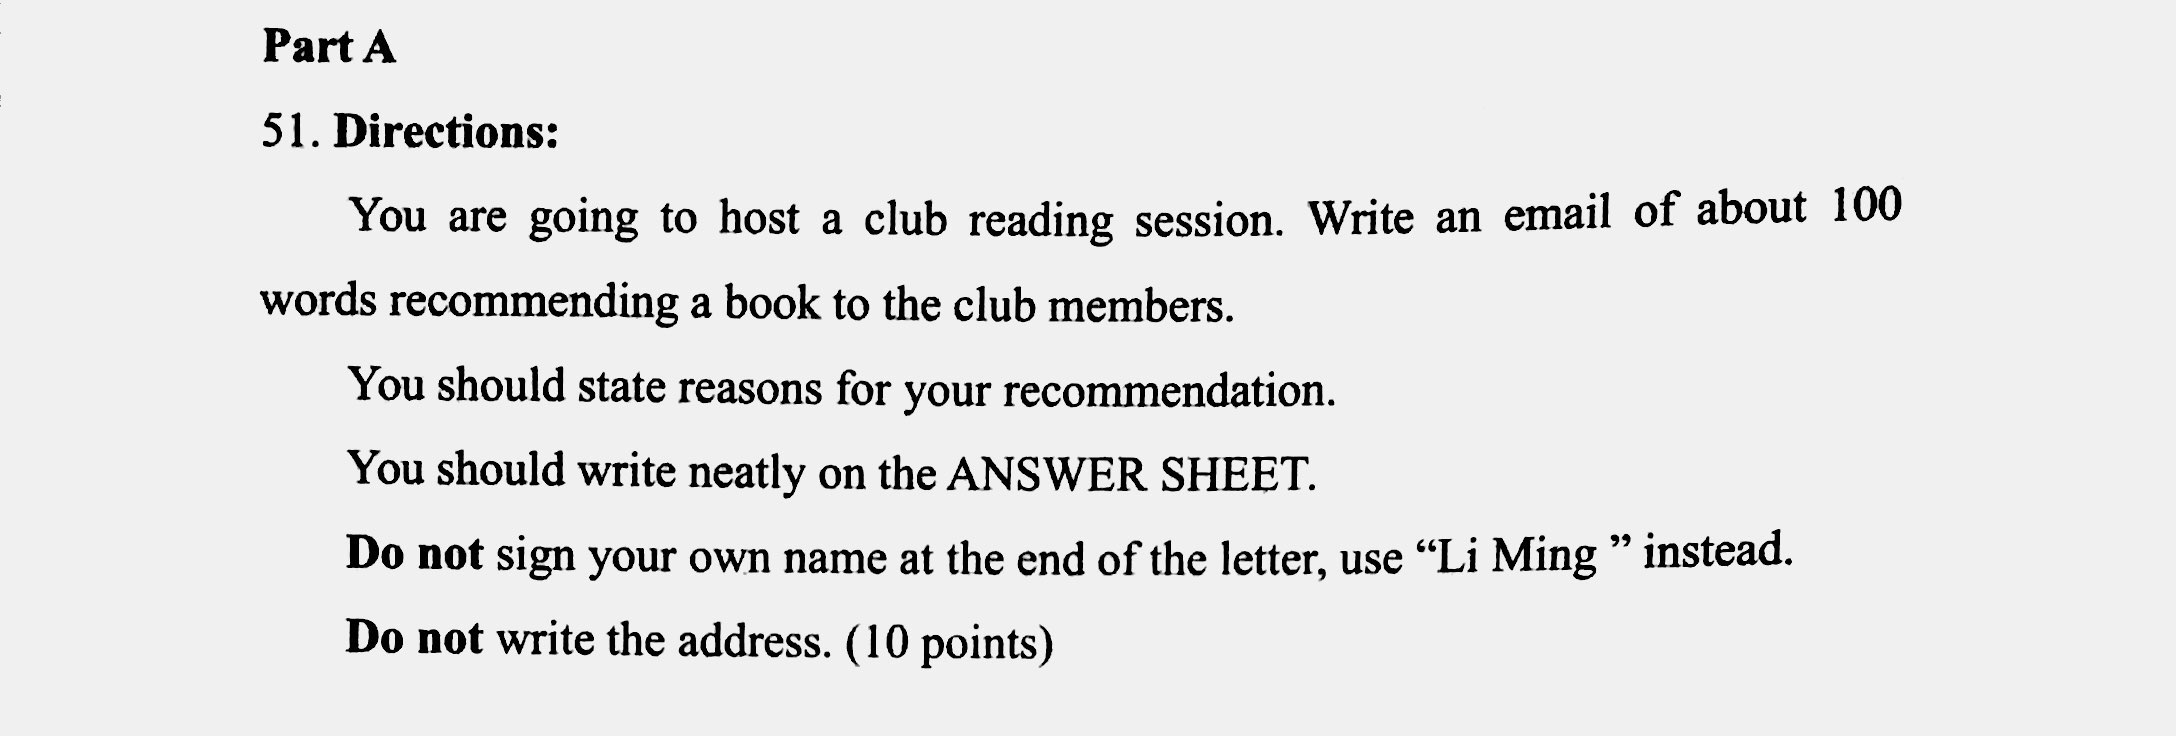 Part A
51. Directions:
You are going to host a club reading session. Write an email of about 100
words recommending a book to the club members.
You should state reasons for your recommendation.
You should write neatly on the ANSWER SHEET.
Do not sign your own name at the end of the letter, use “Li Ming ” instead.
Do not write the address. (10 points)